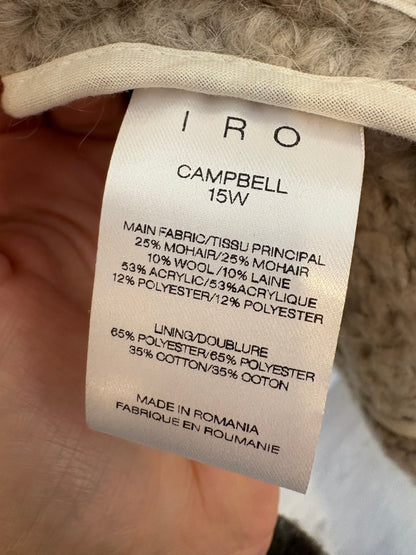 IRO
CAMPBELL
15W
MAIN FABRIC/TISSU PRINCIPAL
25% MOHAIR/25% MOHAIR
10% WOOL/10% LAINE
53% ACRYLIC/53%ACRYLIQUE
12% POLYESTER/12% POLYESTER
LINING/DOUBLURE
65% POLYESTER/65% POLYESTER
35% COTTON/35% COTON
MADE IN ROMANIA
FABRIQUE EN ROUMANIE